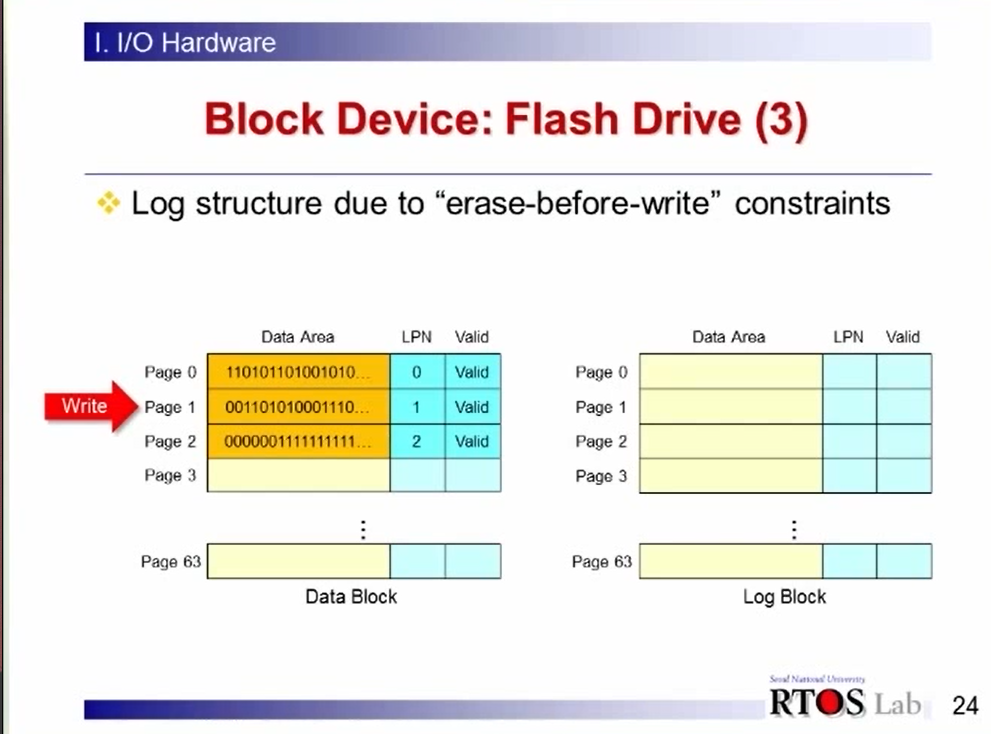 I. I/O Hardware
Block Device: Flash Drive (3)
Log structure due to “erase-before-write” constraints
Data Area LPN Valid
Page 0 110101101001010... 0 Valid
Write Page 1 001101010001110... 1 Valid
Page 2 0000001111111111... 2 Valid
Page 3
⋮
Page 63
Data Block
Data Area LPN Valid
Page 0
Page 1
Page 2
Page 3
⋮
Page 63
Log Block
Seoul National University
RTOS Lab
24